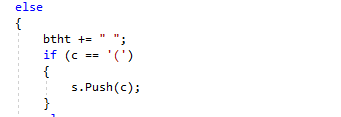 else
{
btht += " ";
if (c == '(')
{
s.Push(c);
}